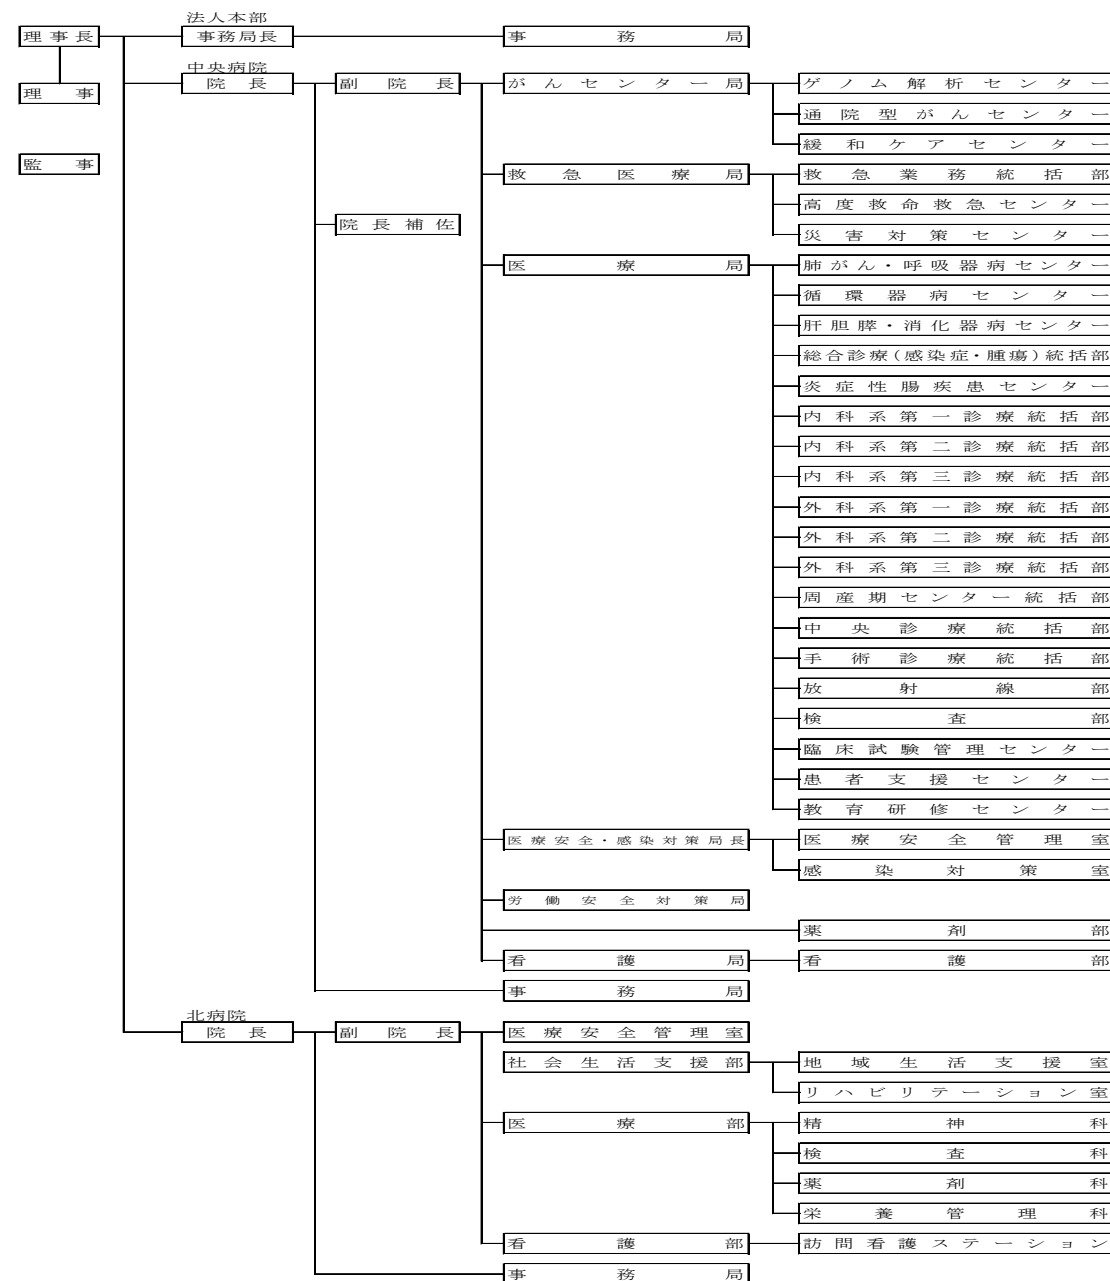 法人本部
理事長 事務局長 事務局
中央病院
院長 副院長 がんセンター局 ゲノム解析センター
理事
通院型がんセンター
緩和ケアセンター
監事
救急医療局 救急業務統括部
高度救命救急センター
院長補佐
災害対策センター
医療局 肺がん・呼吸器病センター
循環器病センター
肝胆膵・消化器病センター
総合診療(感染症・腫瘍)統括部
炎症性腸疾患センター
内科系第一診療統括部
内科系第二診療統括部
内科系第三診療統括部
外科系第一診療統括部
外科系第二診療統括部
外科系第三診療統括部
周産期センター統括部
中央診療統括部
手術診療統括部
放射線部
検査部
臨床試験管理センター
患者支援センター
教育研修センター
医療安全・感染対策局長 医療安全管理室
感染対策室
労働安全対策局
薬剤部
看護局 看護部
事務局
北病院
院長 副院長 医療安全管理室
社会生活支援部 地域生活支援室
リハビリテーション室
医療部 精神科
検査科
薬剤科
栄養管理科
看護部 訪問看護ステーション
事務局